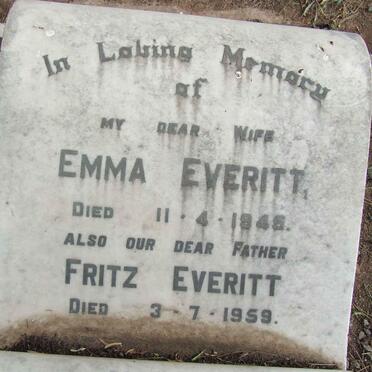 In Loving Memory
of
MY DEAR WIFE
EMMA EVERITT,
DIED 11-4-1945.
ALSO OUR DEAR FATHER
FRITZ EVERITT
DIED 3-7-1959.